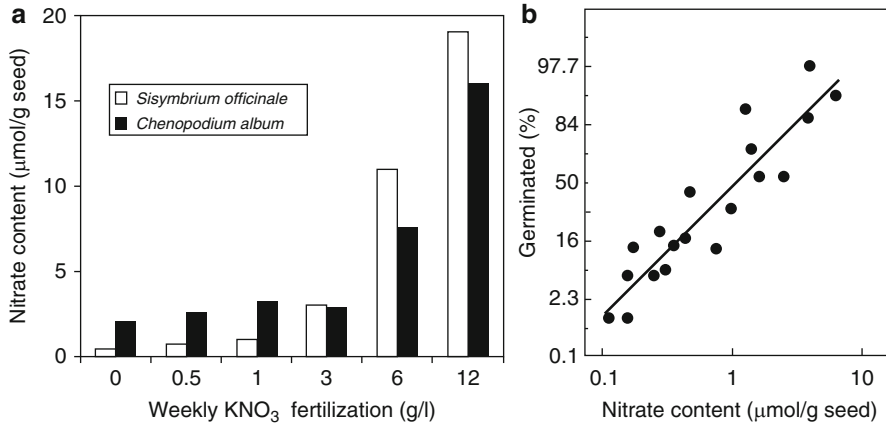 a
20
15
10
5
0
Nitrate content (μmol/g seed)
Sisymbrium officinale
Chenopodium album
0 0.5 1 3 6 12
Weekly KNO₃ fertilization (g/l)
b
97.7
84
50
16
2.3
0.1
Germinated (%)
0.1 1 10
Nitrate content (μmol/g seed)